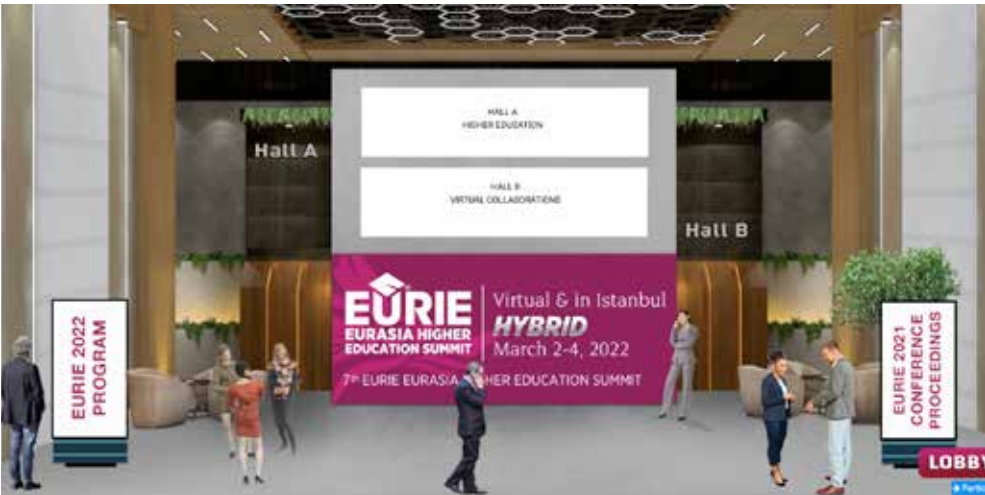 HALL A
HIGHER EDUCATION
HALL B
VIRTUAL COLLABORATIONS
Hall A
Hall B
EURIE
EURASIA HIGHER
EDUCATION SUMMIT
Virtual & in Istanbul
HYBRID
March 2-4, 2022
7th EURIE EURASIA HER EDUCATION SUMMIT
EURIE 2022
PROGRAM
EURIE 2021
CONFERENCE
PROCEEDINGS
LOBBY